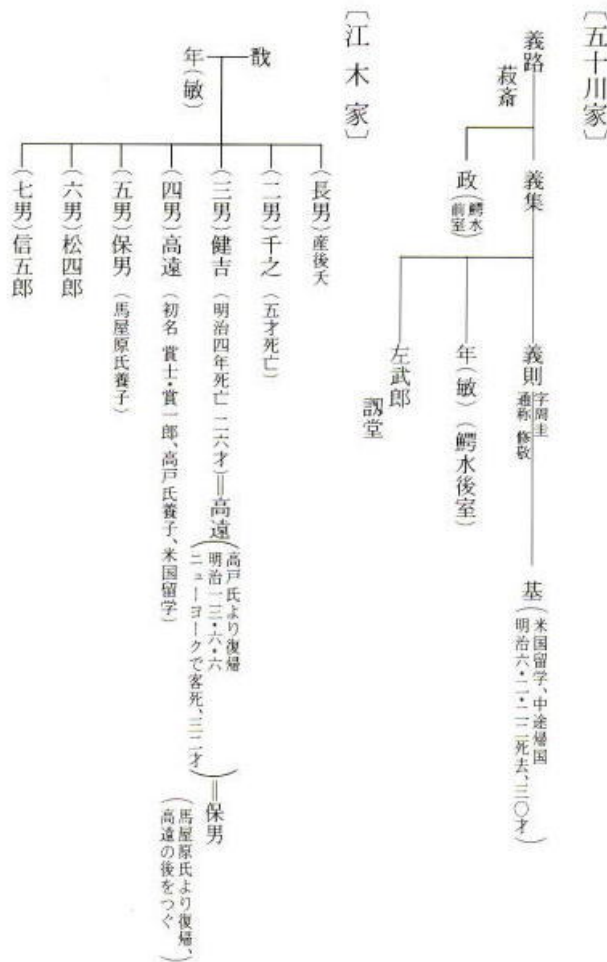 〔五十川家〕
義路
菽斎
義集
政（鰐水前室）
義則
字周圭
通称 修敬
年（敏）（鰐水後室）
左武郎
訒堂
基
米国留学、中途帰国
明治六・二・二二死去、三〇才
〔江木家〕
戩
年（敏）
（長男）産後夭
（二男）千之（五才死亡）
（三男）健吉（明治四年死亡 二六才）＝高遠
高戸氏より復帰
明治一三・六・六
ニューヨークで客死、三二才
＝保男
馬屋原氏より復帰、
高遠の後をつぐ
（四男）高遠（初名 賞士・賞一郎、高戸氏養子、米国留学）
（五男）保男（馬屋原氏養子）
（六男）松四郎
（七男）信五郎